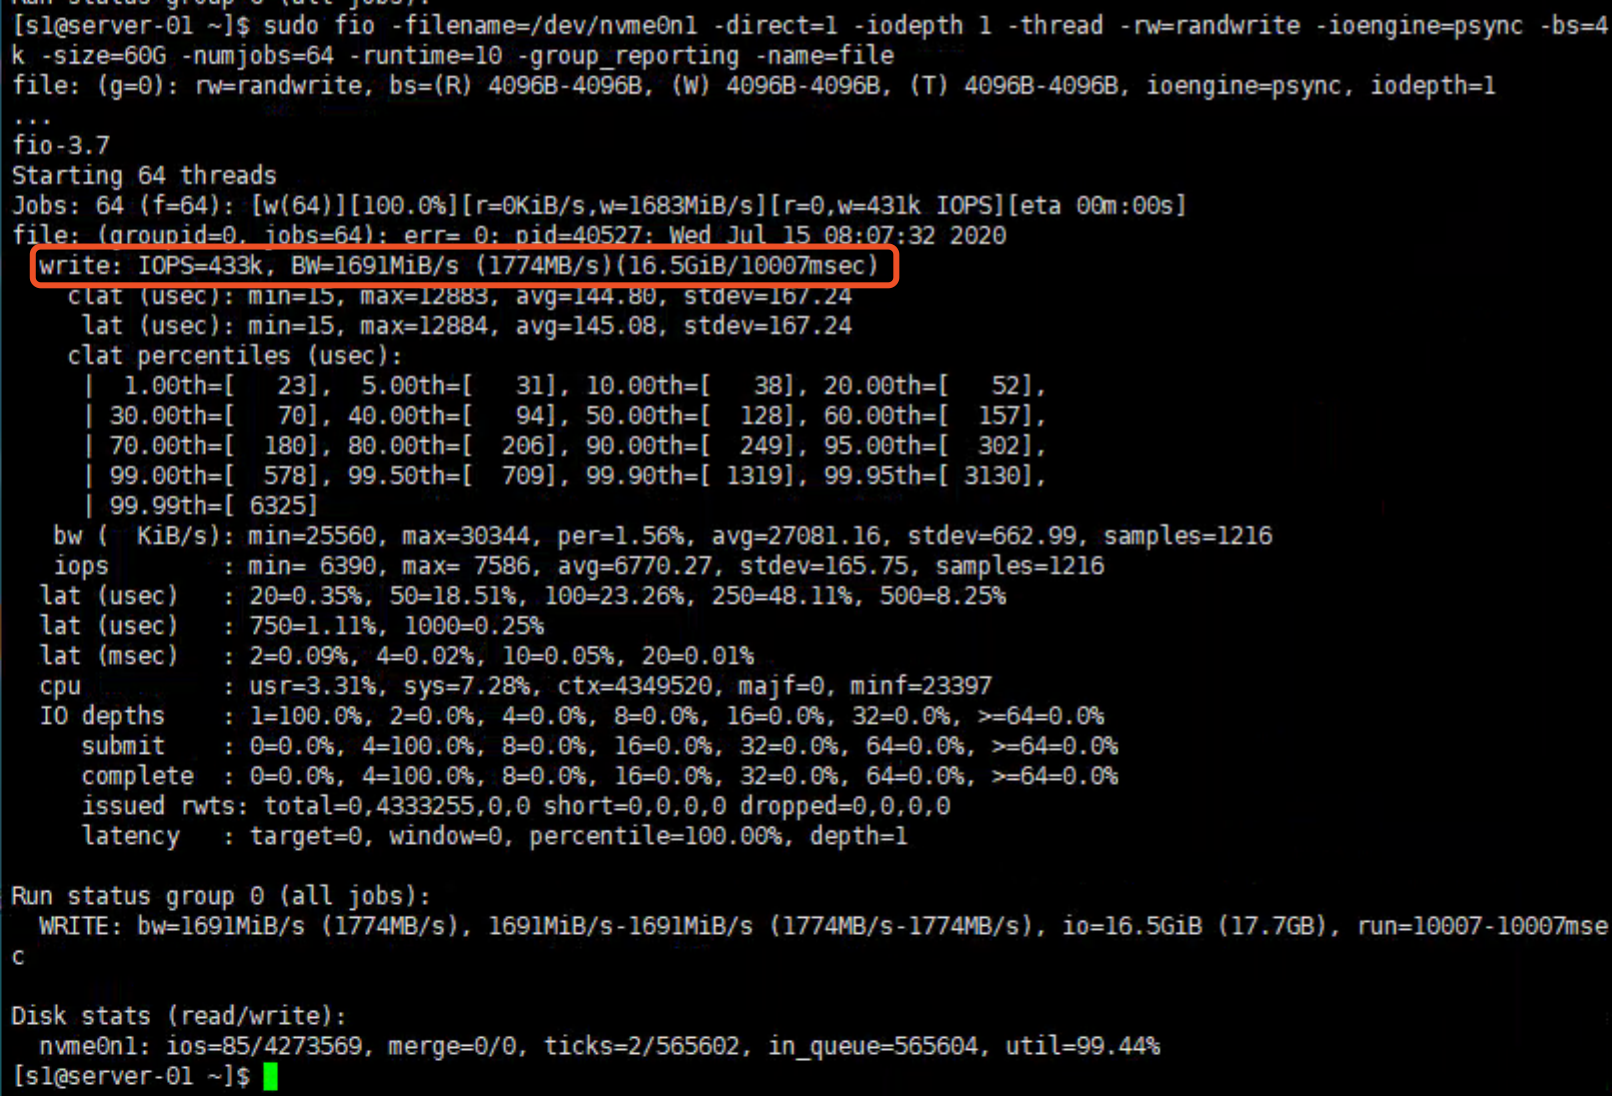 Run status group 0 (all jobs):
[s1@server-01 ~]$ sudo fio -filename=/dev/nvme0n1 -direct=1 -iodepth 1 -thread -rw=randwrite -ioengine=psync -bs=4
k -size=60G -numjobs=64 -runtime=10 -group_reporting -name=file
file: (g=0): rw=randwrite, bs=(R) 4096B-4096B, (W) 4096B-4096B, (T) 4096B-4096B, ioengine=psync, iodepth=1
...
fio-3.7
Starting 64 threads
Jobs: 64 (f=64): [w(64)][100.0%][r=0KiB/s,w=1683MiB/s][r=0,w=431k IOPS][eta 00m:00s]
file: (groupid=0, jobs=64): err= 0: pid=40527: Wed Jul 15 08:07:32 2020
  write: IOPS=433k, BW=1691MiB/s (1774MB/s)(16.5GiB/10007msec)
    clat (usec): min=15, max=12883, avg=144.80, stdev=167.24
     lat (usec): min=15, max=12884, avg=145.08, stdev=167.24
    clat percentiles (usec):
     |  1.00th=[   23],  5.00th=[   31], 10.00th=[   38], 20.00th=[   52],
     | 30.00th=[   70], 40.00th=[   94], 50.00th=[  128], 60.00th=[  157],
     | 70.00th=[  180], 80.00th=[  206], 90.00th=[  249], 95.00th=[  302],
     | 99.00th=[  578], 99.50th=[  709], 99.90th=[ 1319], 99.95th=[ 3130],
     | 99.99th=[ 6325]
   bw (  KiB/s): min=25560, max=30344, per=1.56%, avg=27081.16, stdev=662.99, samples=1216
   iops        : min= 6390, max= 7586, avg=6770.27, stdev=165.75, samples=1216
  lat (usec)   : 20=0.35%, 50=18.51%, 100=23.26%, 250=48.11%, 500=8.25%
  lat (usec)   : 750=1.11%, 1000=0.25%
  lat (msec)   : 2=0.09%, 4=0.02%, 10=0.05%, 20=0.01%
  cpu          : usr=3.31%, sys=7.28%, ctx=4349520, majf=0, minf=23397
  IO depths    : 1=100.0%, 2=0.0%, 4=0.0%, 8=0.0%, 16=0.0%, 32=0.0%, >=64=0.0%
     submit    : 0=0.0%, 4=100.0%, 8=0.0%, 16=0.0%, 32=0.0%, 64=0.0%, >=64=0.0%
     complete  : 0=0.0%, 4=100.0%, 8=0.0%, 16=0.0%, 32=0.0%, 64=0.0%, >=64=0.0%
     issued rwts: total=0,4333255,0,0 short=0,0,0,0 dropped=0,0,0,0
     latency   : target=0, window=0, percentile=100.00%, depth=1
Run status group 0 (all jobs):
  WRITE: bw=1691MiB/s (1774MB/s), 1691MiB/s-1691MiB/s (1774MB/s-1774MB/s), io=16.5GiB (17.7GB), run=10007-10007mse
c
Disk stats (read/write):
  nvme0n1: ios=85/4273569, merge=0/0, ticks=2/565602, in_queue=565604, util=99.44%
[s1@server-01 ~]$